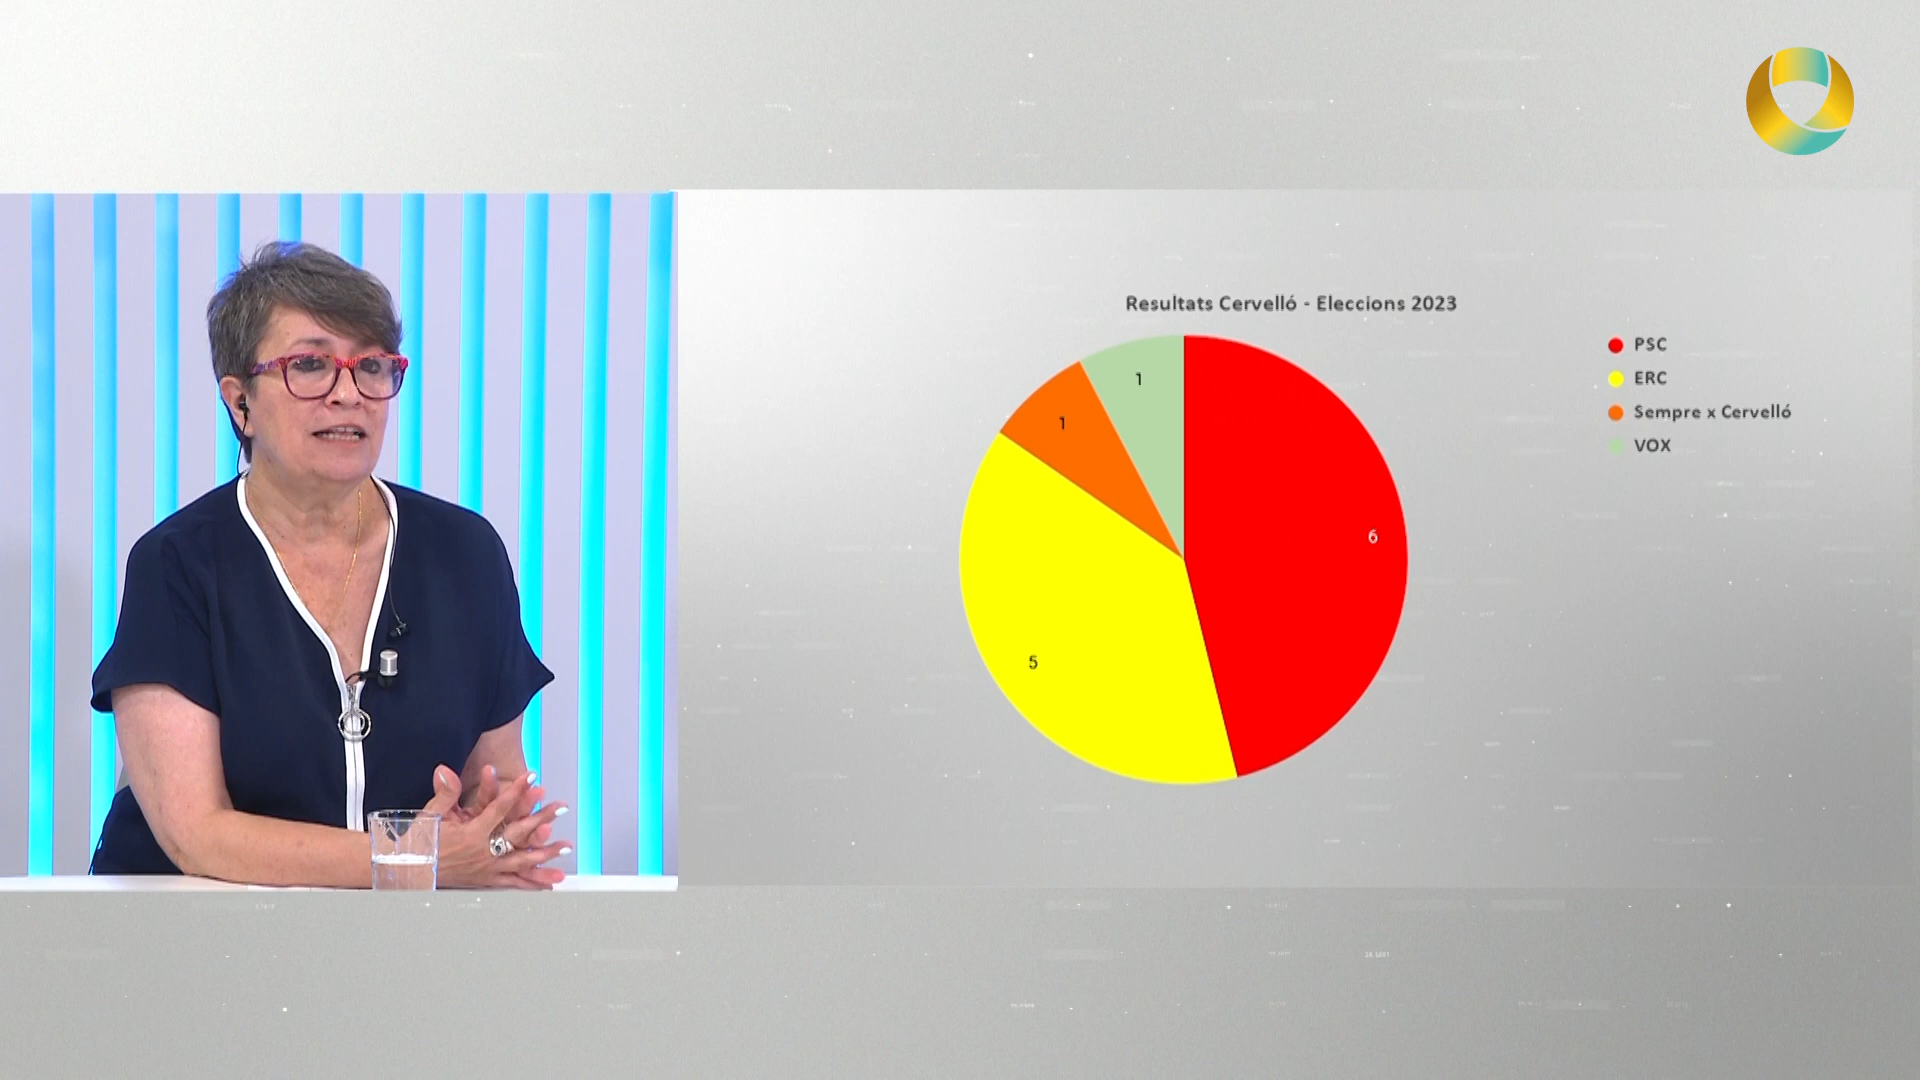 Resultats Cervelló - Eleccions 2023
PSC
ERC
Sempre x Cervelló
VOX
1
1
6
5